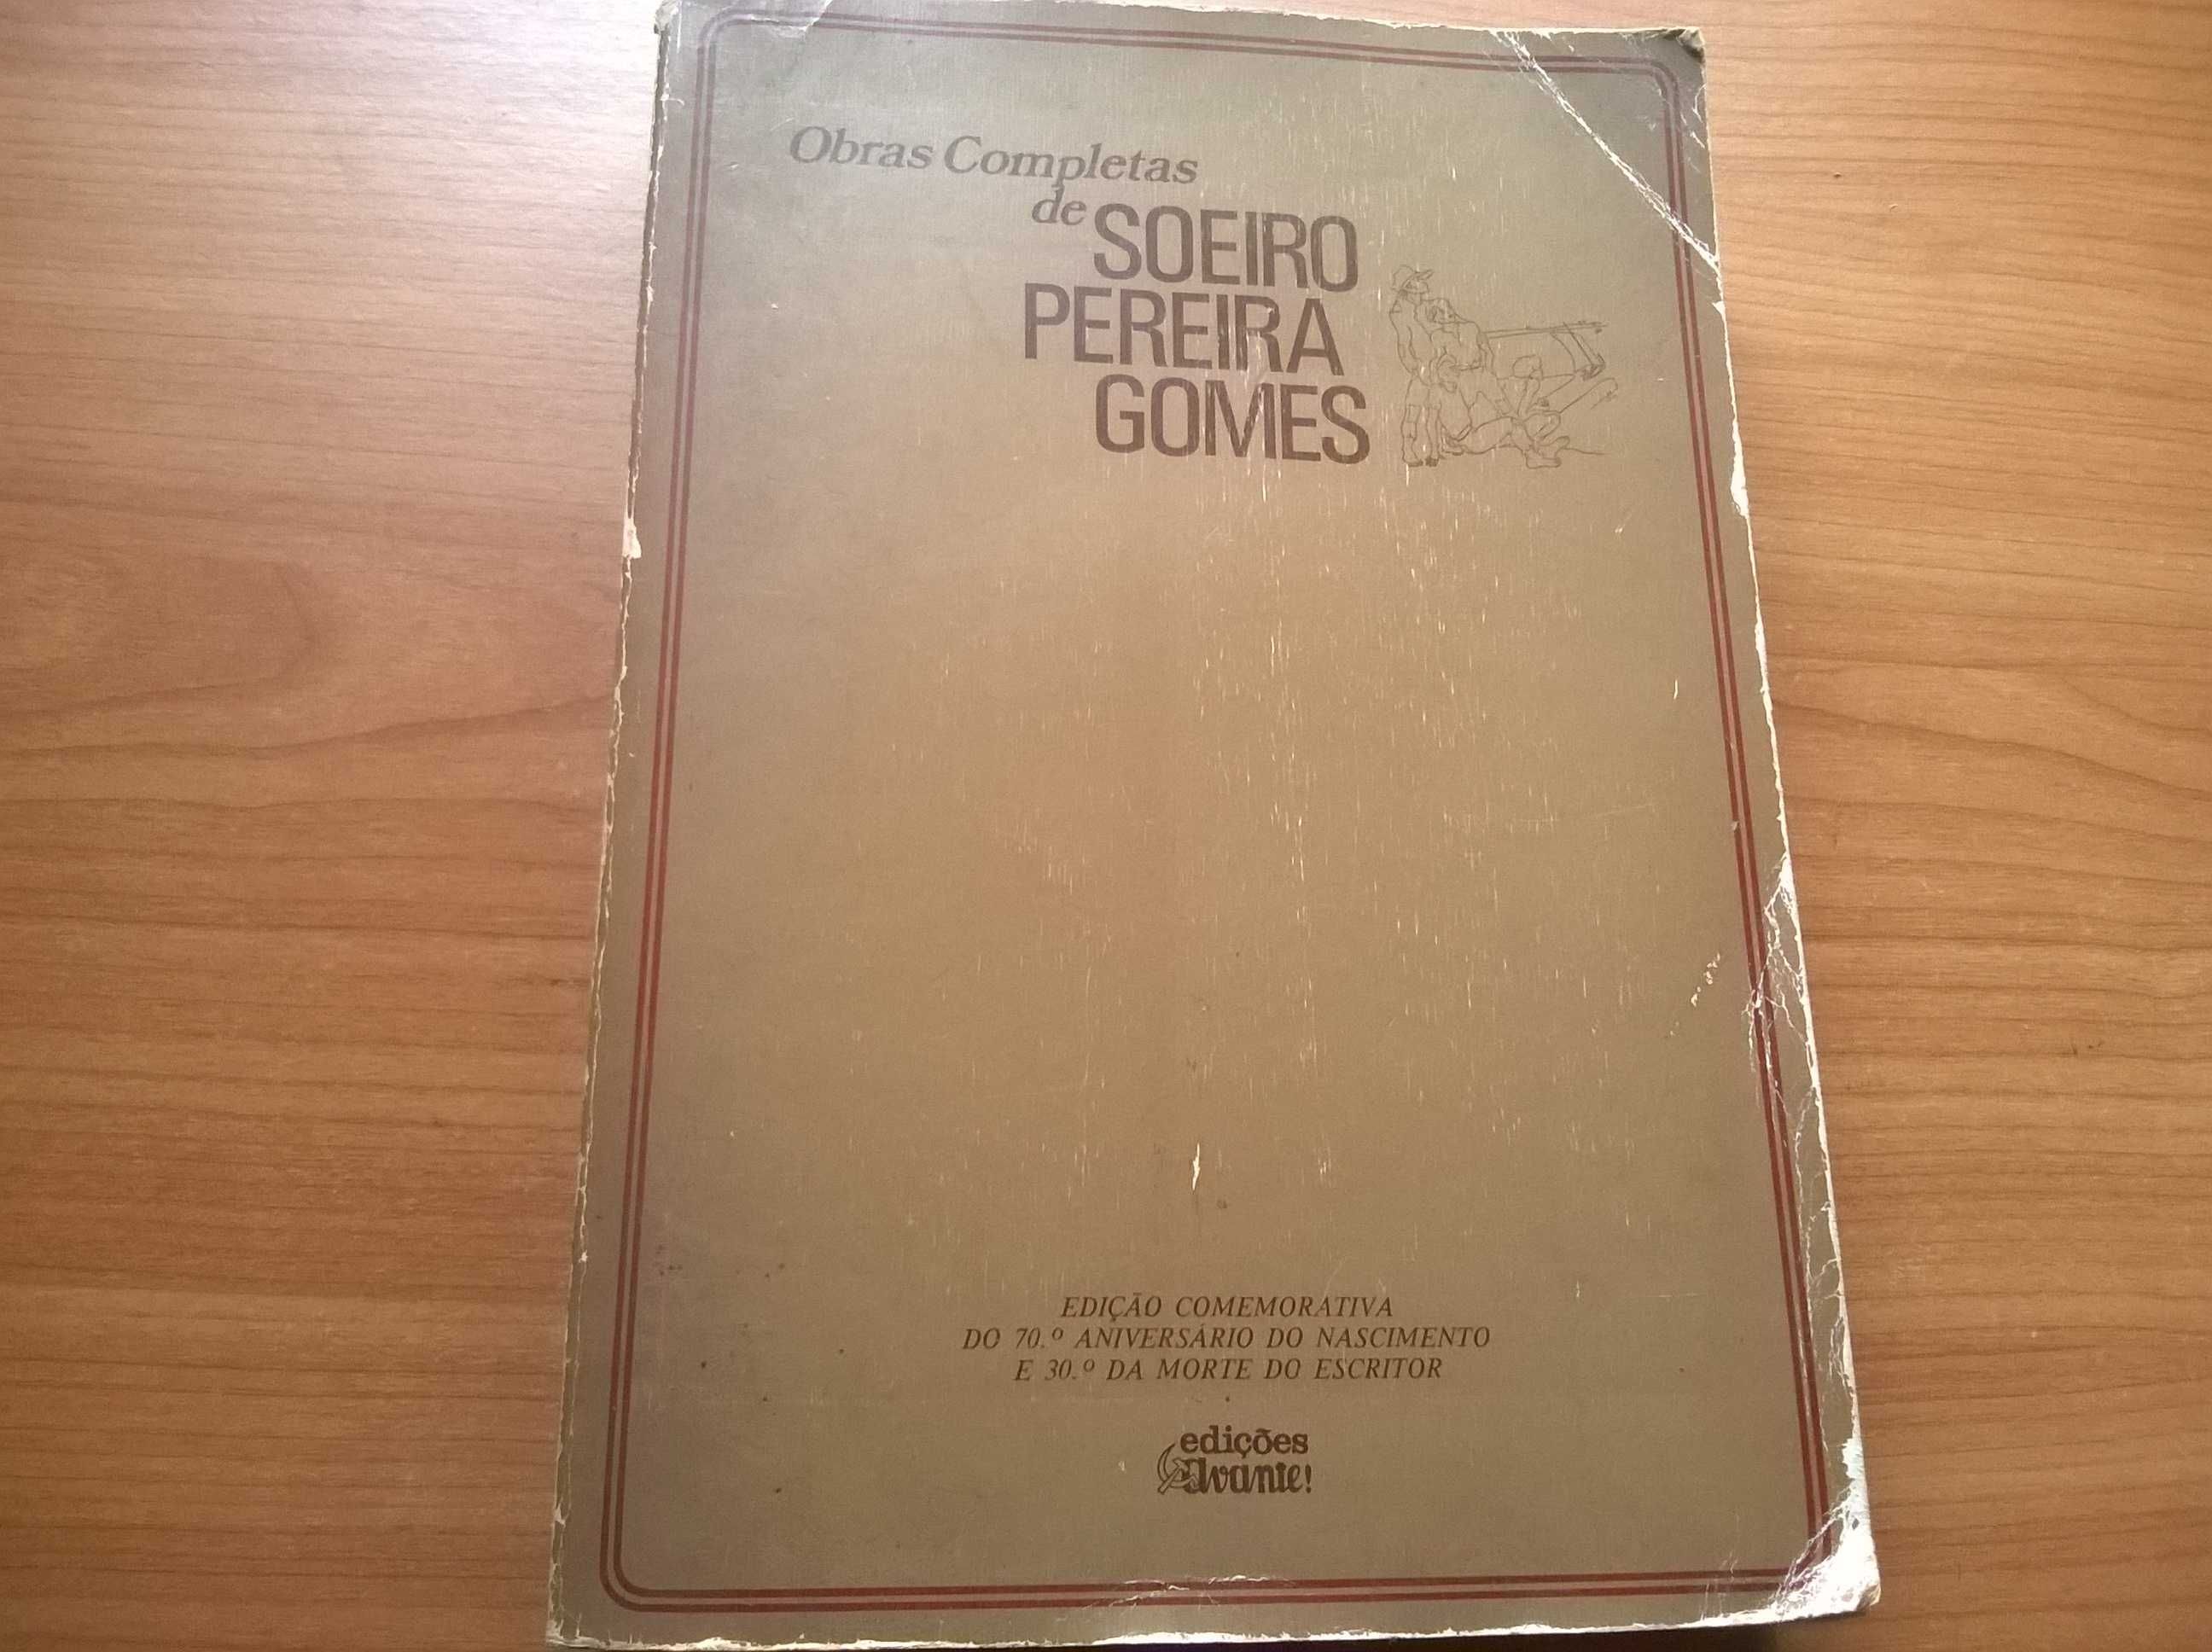 Obras Completas
de SOEIRO
PEREIRA
GOMES
EDIÇÃO COMEMORATIVA
DO 70.º ANIVERSÁRIO DO NASCIMENTO
E 30.º DA MORTE DO ESCRITOR
edições
Avante!